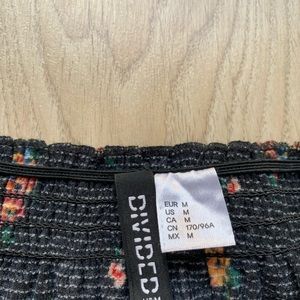 EUR M
US M
CA M
CN 170/96A
MX M
DIVIDED
H&M